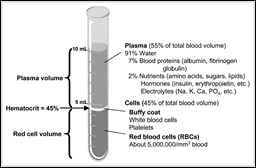 10 mL
Plasma (55% of total blood volume)
91% Water
7% Blood proteins (albumin, fibrinogen
globulin)
2% Nutrients (amino acids, sugars, lipids)
Hormones (insulin, erythropoietin, etc.)
Electrolytes (Na, K, Ca, PO₄, etc.)
Plasma volume
5 mL
Hematocrit = 45%
Cells (45% of total blood volume)
Buffy coat
White blood cells
Platelets
Red cell volume
Red blood cells (RBCs)
About 5,000,000/mm³ blood